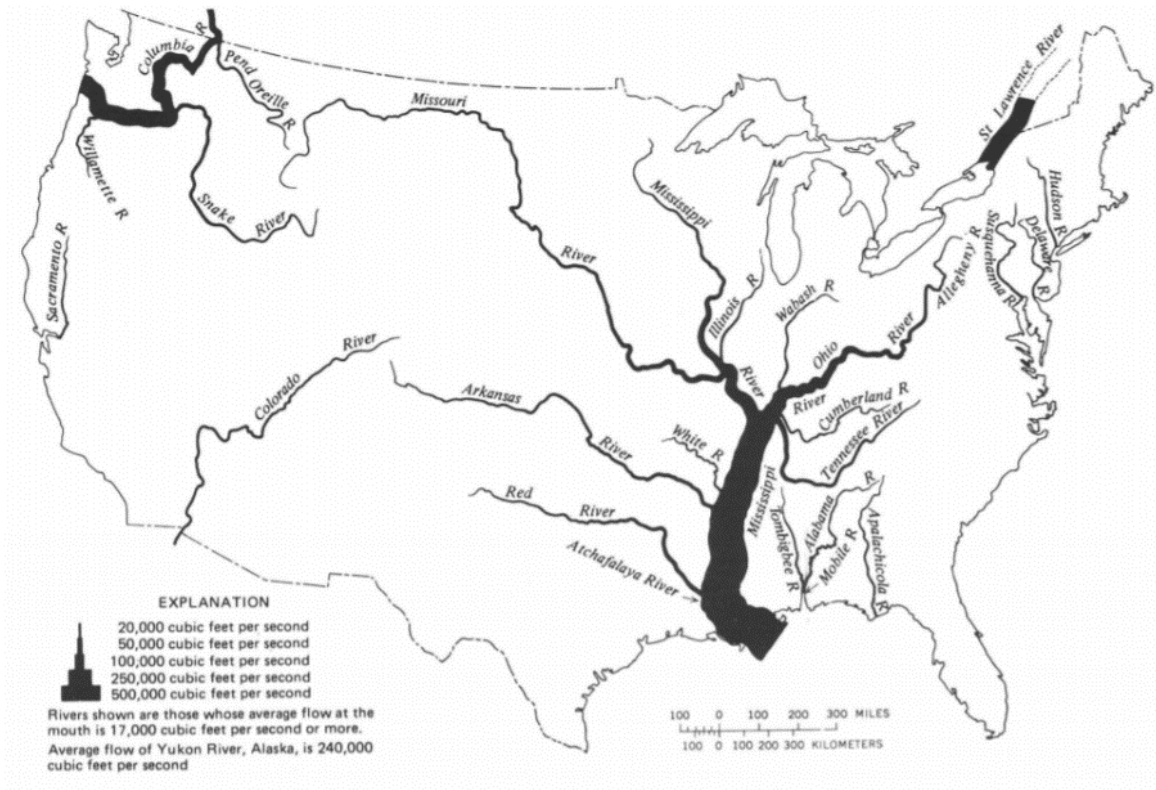 Columbia R
Pend Oreille R
Missouri
River
Willamette R
Snake
River
Sacramento R
Mississippi
St Lawrence River
Hudson R
Delaware R
Susquehanna R
Allegheny R
Illinois R
Wabash R
River
Ohio
River
River
Cumberland R
Tennessee River
Colorado
River
Arkansas
River
White R
Mississippi
Red
River
Atchafalaya River
Tombigbee R
Alabama R
Mobile R
Apalachicola R
EXPLANATION
20,000 cubic feet per second
50,000 cubic feet per second
100,000 cubic feet per second
250,000 cubic feet per second
500,000 cubic feet per second
Rivers shown are those whose average flow at the
mouth is 17,000 cubic feet per second or more.
Average flow of Yukon River, Alaska, is 240,000
cubic feet per second
100 0 100 200 300 MILES
100 0 100 200 300 KILOMETERS